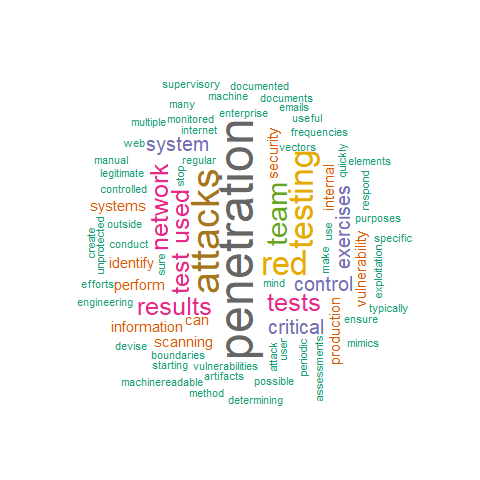 supervisory
documented
many
machine
documents
emails
multiple
monitored
enterprise
useful
internet
frequencies
web
system
security
vectors
manual
regular
quickly
elements
legitimate
stop
testing
internal
respond
controlled
network
attacks
penetration
team
exercises
purposes
systems
test
used
use
outside
conduct
create
unprotected
sure
red
make
vulnerability
specific
identify
exploitation
efforts
perform
mind
control
engineering
results
tests
typically
information
can
critical
production
ensure
devise
scanning
attack
user
periodic
mimics
boundaries
starting
vulnerabilities
assessments
machinereadable
artifacts
possible
method
determining